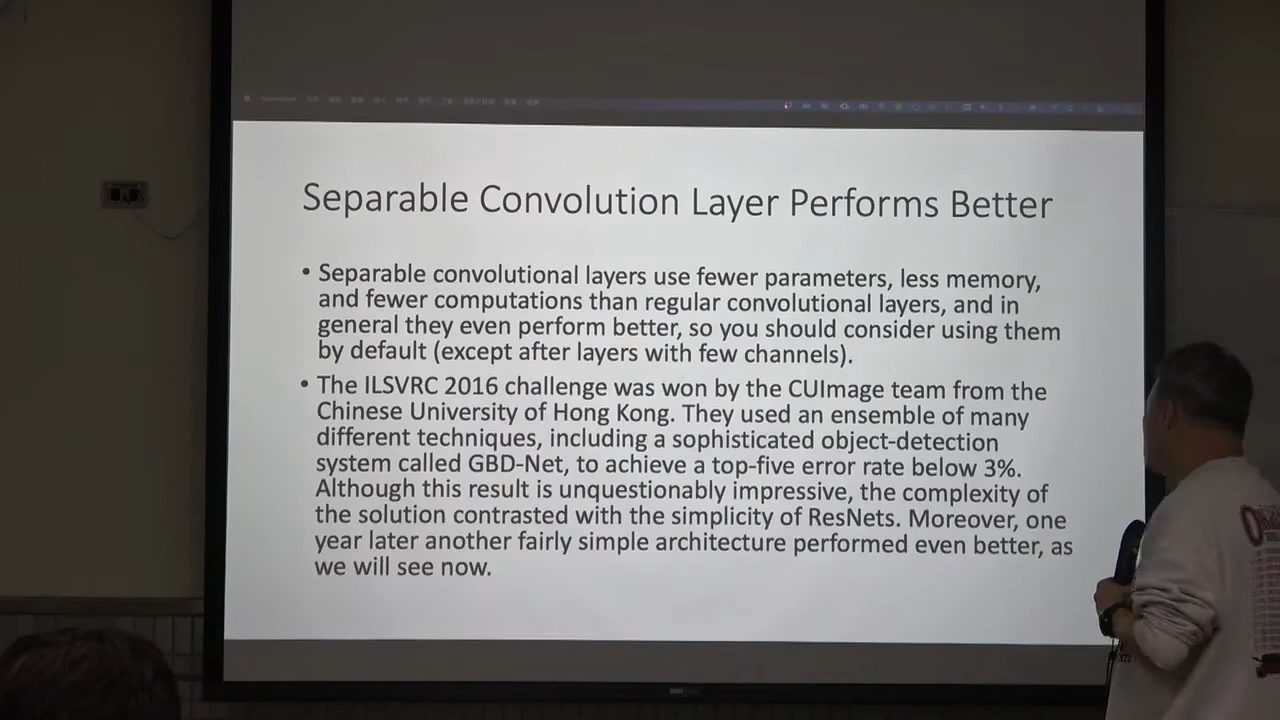 Separable Convolution Layer Performs Better
• Separable convolutional layers use fewer parameters, less memory,
and fewer computations than regular convolutional layers, and in
general they even perform better, so you should consider using them
by default (except after layers with few channels).
• The ILSVRC 2016 challenge was won by the CUImage team from the
Chinese University of Hong Kong. They used an ensemble of many
different techniques, including a sophisticated object-detection
system called GBD-Net, to achieve a top-five error rate below 3%.
Although this result is unquestionably impressive, the complexity of
the solution contrasted with the simplicity of ResNets. Moreover, one
year later another fairly simple architecture performed even better, as
we will see now.